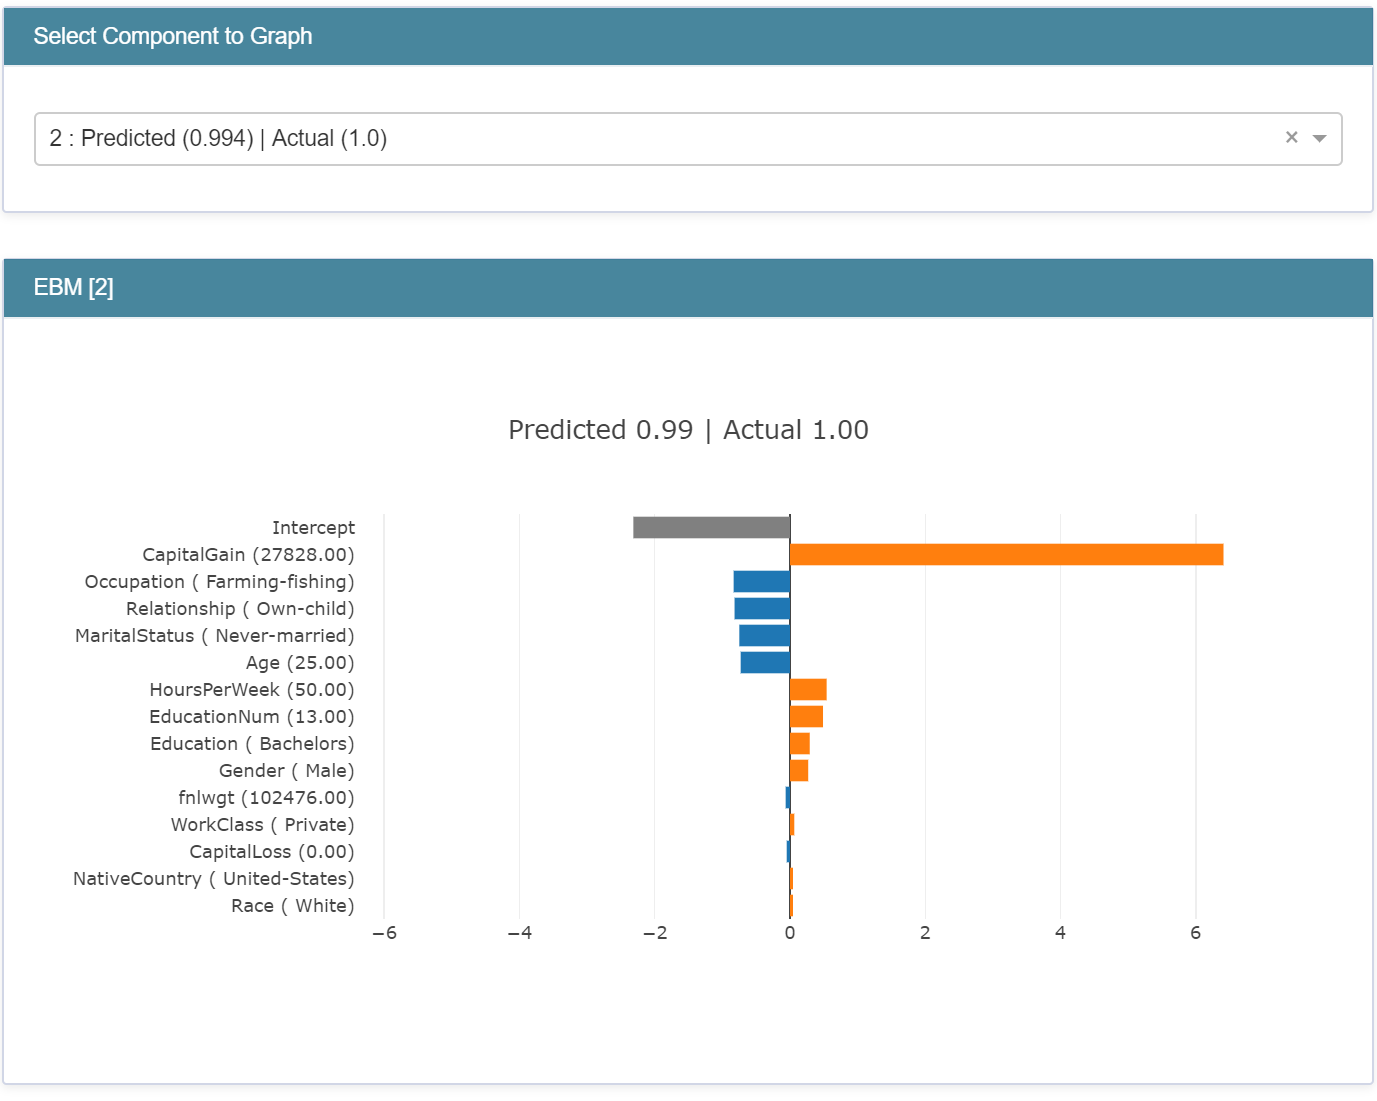 Select Component to Graph
2 : Predicted (0.994) | Actual (1.0)
EBM [2]
Predicted 0.99 | Actual 1.00
Intercept
CapitalGain (27828.00)
Occupation ( Farming-fishing)
Relationship ( Own-child)
MaritalStatus ( Never-married)
Age (25.00)
HoursPerWeek (50.00)
EducationNum (13.00)
Education ( Bachelors)
Gender ( Male)
fnlwgt (102476.00)
WorkClass ( Private)
CapitalLoss (0.00)
NativeCountry ( United-States)
Race ( White)
−6 −4 −2 0 2 4 6